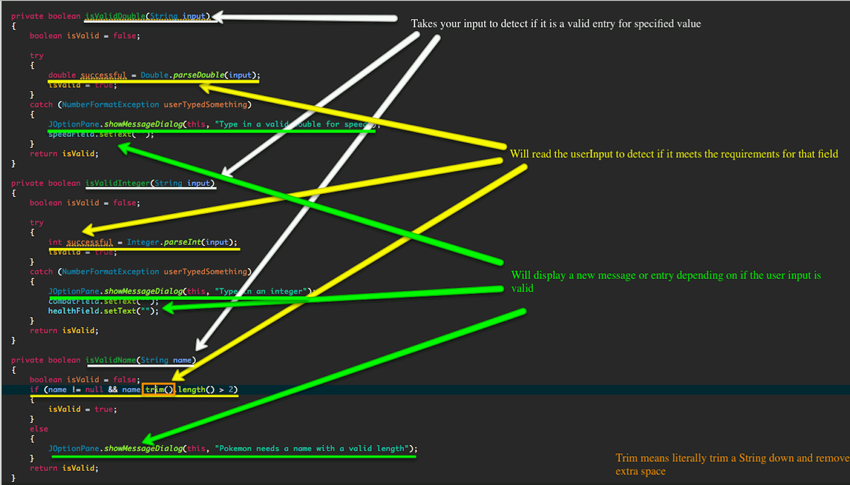 private boolean isValidDouble(String input)
{
boolean isValid = false;
try
{
double successful = Double.parseDouble(input);
isValid = true;
}
catch (NumberFormatException userTypedSomething)
{
JOptionPane.showMessageDialog(this, "Type in a valid double for speed");
speedField.setText(" ");
}
return isValid;
}
private boolean isValidInteger(String input)
{
boolean isValid = false;
try
{
int successful = Integer.parseInt(input);
isValid = true;
}
catch (NumberFormatException userTypedSomething)
{
JOptionPane.showMessageDialog(this, "Type in an integer");
combatField.setText(" ");
healthField.setText("");
}
return isValid;
}
private boolean isValidName(String name)
{
boolean isValid = false;
if (name != null && name.trim().length() > 2)
{
isValid = true;
}
else
{
JOptionPane.showMessageDialog(this, "Pokemon needs a name with a valid length");
}
return isValid;
}
Takes your input to detect if it is a valid entry for specified value
Will read the userInput to detect if it meets the requirements for that field
Will display a new message or entry depending on if the user input is
valid
Trim means literally trim a String down and remove
extra space